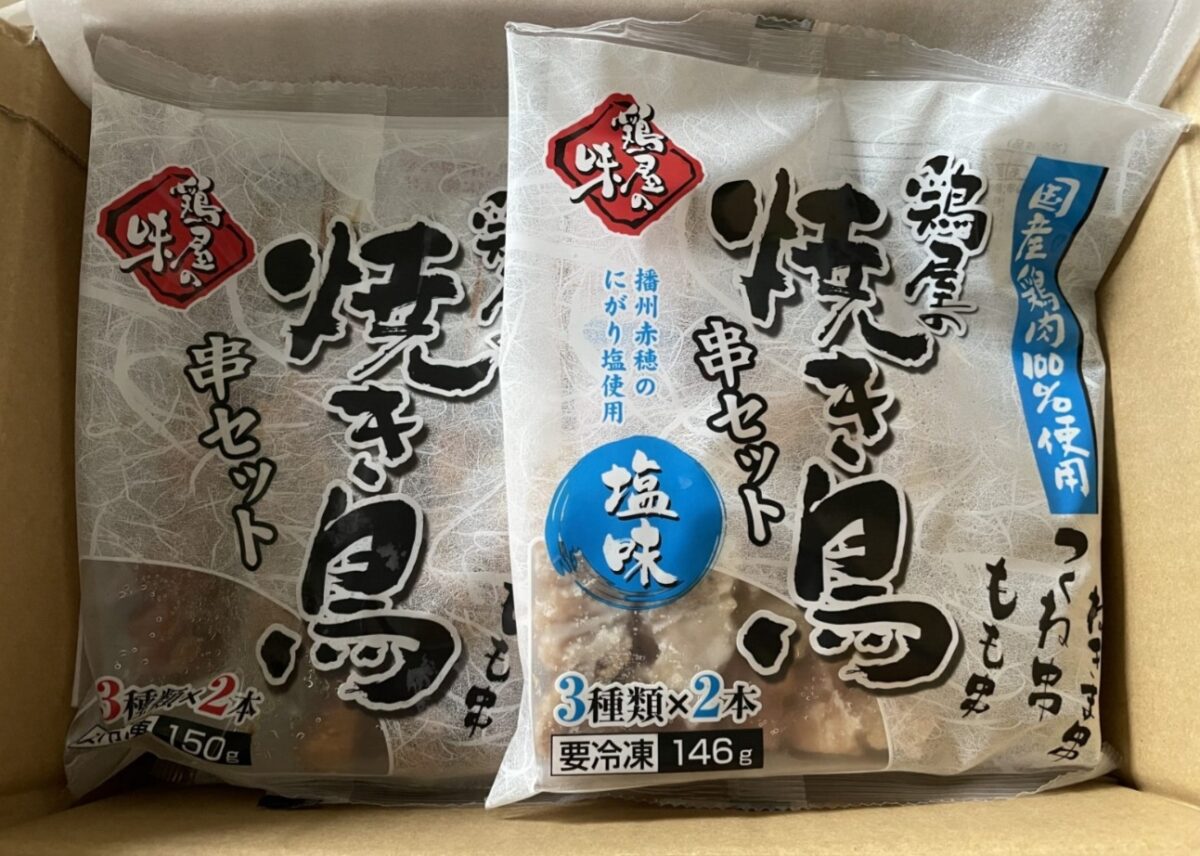 鶏屋の
味
焼き鳥
串セット
もも串
3種類×2本
150g
鶏屋の
味
国産鶏肉100%使用
鶏屋の
焼き鳥
串セット
播州赤穂の
にがり塩使用
塩味
つくね串
もも串
3種類×2本
要冷凍 146g